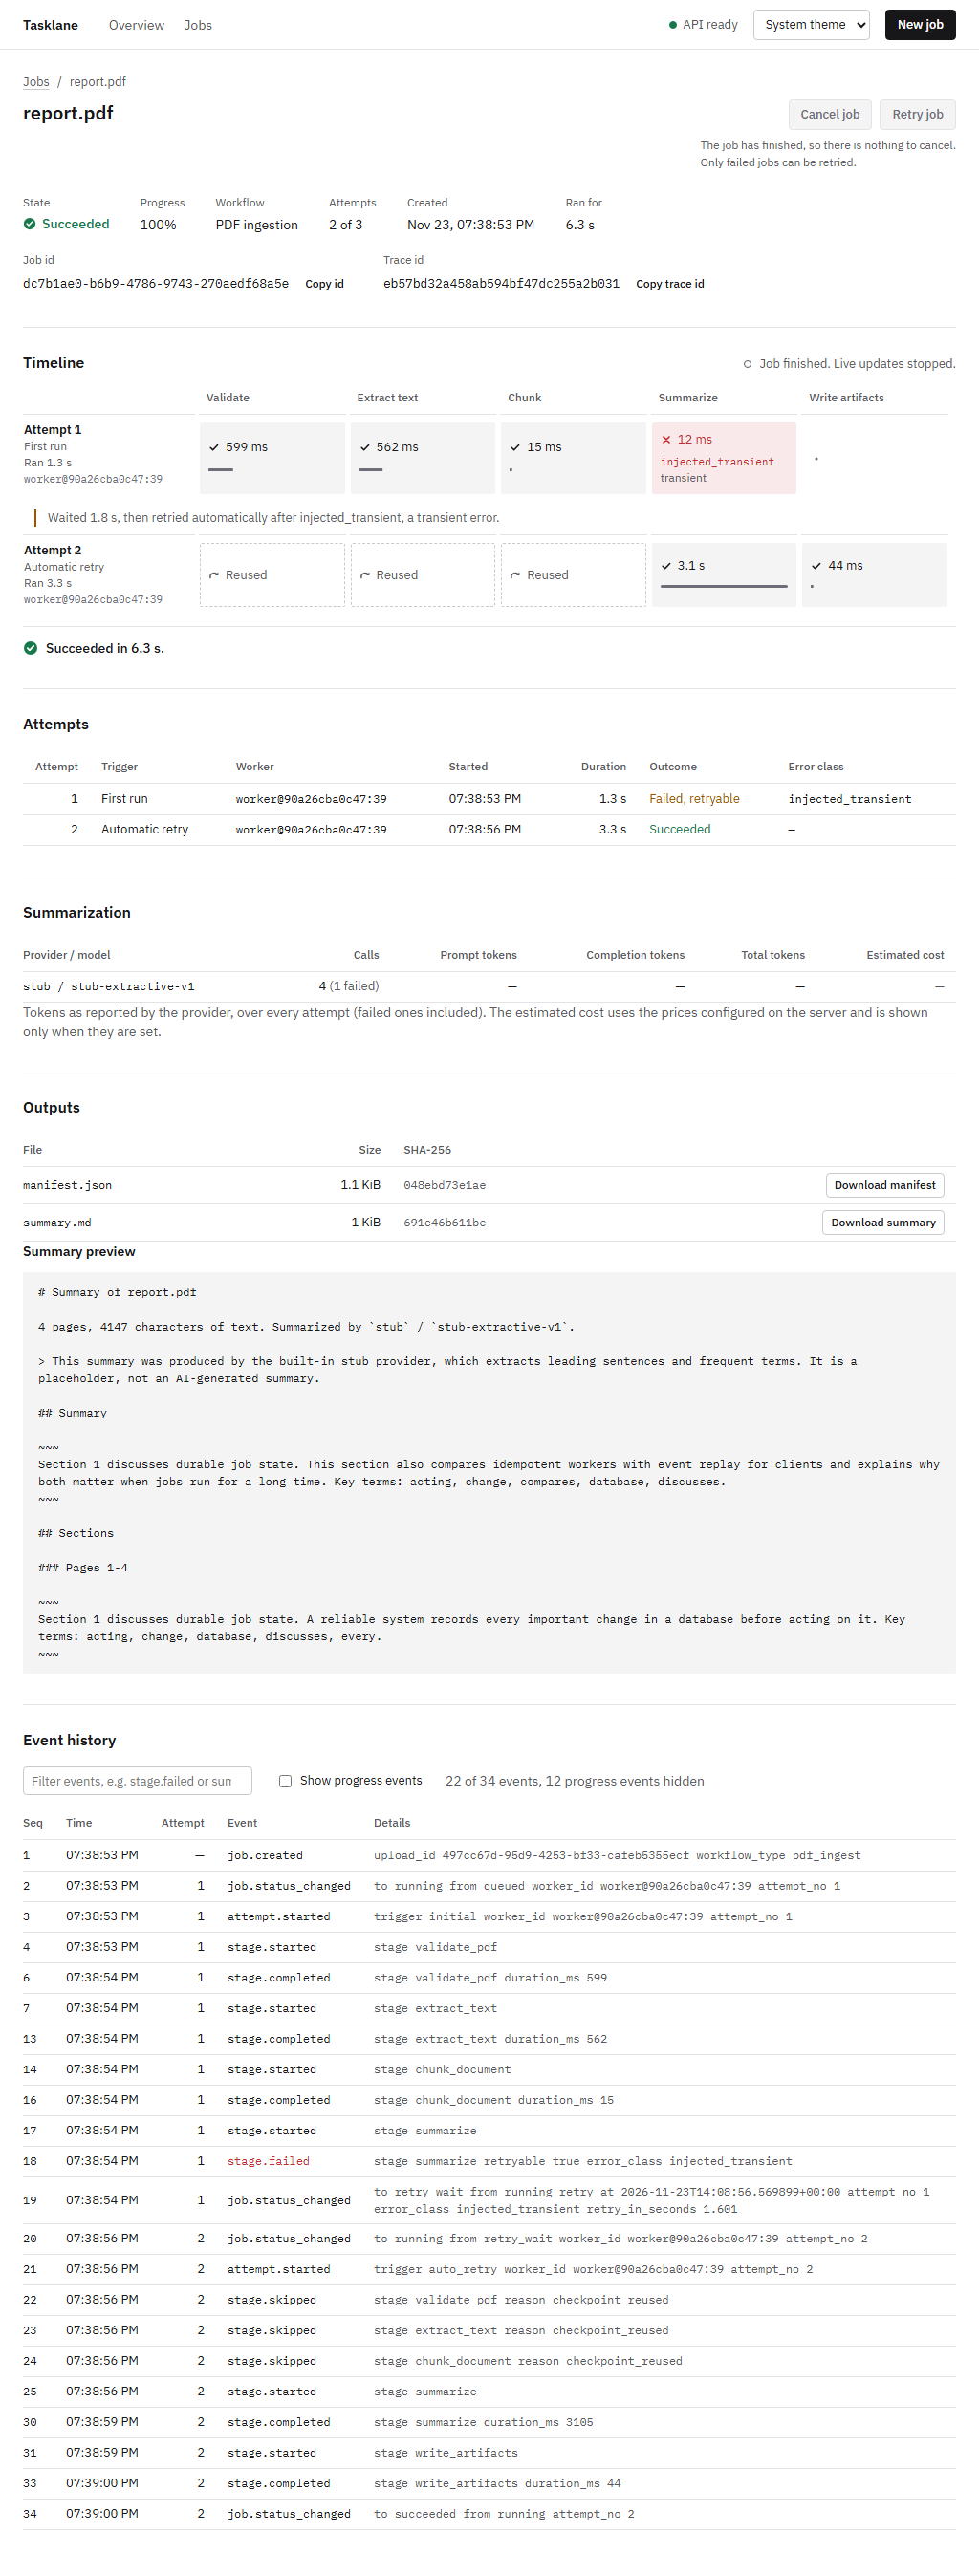 Tasklane Overview Jobs API ready System theme New job
Jobs / report.pdf
report.pdf Cancel job Retry job
The job has finished, so there is nothing to cancel.
Only failed jobs can be retried.
State Progress Workflow Attempts Created Ran for
Succeeded 100% PDF ingestion 2 of 3 Nov 23, 07:38:53 PM 6.3 s
Job id Trace id
dc7b1ae0-b6b9-4786-9743-270aedf68a5e Copy id eb57bd32a458ab594bf47dc255a2b031 Copy trace id
Timeline Job finished. Live updates stopped.
Validate Extract text Chunk Summarize Write artifacts
Attempt 1
First run
Ran 1.3 s
worker@90a26cba0c47:39
599 ms 562 ms 15 ms 12 ms
injected_transient
transient
Waited 1.8 s, then retried automatically after injected_transient, a transient error.
Attempt 2
Automatic retry
Ran 3.3 s
worker@90a26cba0c47:39
Reused Reused Reused 3.1 s 44 ms
Succeeded in 6.3 s.
Attempts
Attempt Trigger Worker Started Duration Outcome Error class
1 First run worker@90a26cba0c47:39 07:38:53 PM 1.3 s Failed, retryable injected_transient
2 Automatic retry worker@90a26cba0c47:39 07:38:56 PM 3.3 s Succeeded –
Summarization
Provider / model Calls Prompt tokens Completion tokens Total tokens Estimated cost
stub / stub-extractive-v1 4 (1 failed) — — — —
Tokens as reported by the provider, over every attempt (failed ones included). The estimated cost uses the prices configured on the server and is shown
only when they are set.
Outputs
File Size SHA-256
manifest.json 1.1 KiB 048ebd73e1ae Download manifest
summary.md 1 KiB 691e46b611be Download summary
Summary preview
# Summary of report.pdf
4 pages, 4147 characters of text. Summarized by `stub` / `stub-extractive-v1`.
> This summary was produced by the built-in stub provider, which extracts leading sentences and frequent terms. It is a
placeholder, not an AI-generated summary.
## Summary
~~~
Section 1 discusses durable job state. This section also compares idempotent workers with event replay for clients and explains why
both matter when jobs run for a long time. Key terms: acting, change, compares, database, discusses.
~~~
## Sections
### Pages 1-4
~~~
Section 1 discusses durable job state. A reliable system records every important change in a database before acting on it. Key
terms: acting, change, database, discusses, every.
~~~
Event history
Filter events, e.g. stage.failed or sun Show progress events 22 of 34 events, 12 progress events hidden
Seq Time Attempt Event Details
1 07:38:53 PM — job.created upload_id 497cc67d-95d9-4253-bf33-cafeb5355ecf workflow_type pdf_ingest
2 07:38:53 PM 1 job.status_changed to running from queued worker_id worker@90a26cba0c47:39 attempt_no 1
3 07:38:53 PM 1 attempt.started trigger initial worker_id worker@90a26cba0c47:39 attempt_no 1
4 07:38:53 PM 1 stage.started stage validate_pdf
6 07:38:54 PM 1 stage.completed stage validate_pdf duration_ms 599
7 07:38:54 PM 1 stage.started stage extract_text
13 07:38:54 PM 1 stage.completed stage extract_text duration_ms 562
14 07:38:54 PM 1 stage.started stage chunk_document
16 07:38:54 PM 1 stage.completed stage chunk_document duration_ms 15
17 07:38:54 PM 1 stage.started stage summarize
18 07:38:54 PM 1 stage.failed stage summarize retryable true error_class injected_transient
19 07:38:54 PM 1 job.status_changed to retry_wait from running retry_at 2026-11-23T14:08:56.569899+00:00 attempt_no 1
error_class injected_transient retry_in_seconds 1.601
20 07:38:56 PM 2 job.status_changed to running from retry_wait worker_id worker@90a26cba0c47:39 attempt_no 2
21 07:38:56 PM 2 attempt.started trigger auto_retry worker_id worker@90a26cba0c47:39 attempt_no 2
22 07:38:56 PM 2 stage.skipped stage validate_pdf reason checkpoint_reused
23 07:38:56 PM 2 stage.skipped stage extract_text reason checkpoint_reused
24 07:38:56 PM 2 stage.skipped stage chunk_document reason checkpoint_reused
25 07:38:56 PM 2 stage.started stage summarize
30 07:38:59 PM 2 stage.completed stage summarize duration_ms 3105
31 07:38:59 PM 2 stage.started stage write_artifacts
33 07:39:00 PM 2 stage.completed stage write_artifacts duration_ms 44
34 07:39:00 PM 2 job.status_changed to succeeded from running attempt_no 2